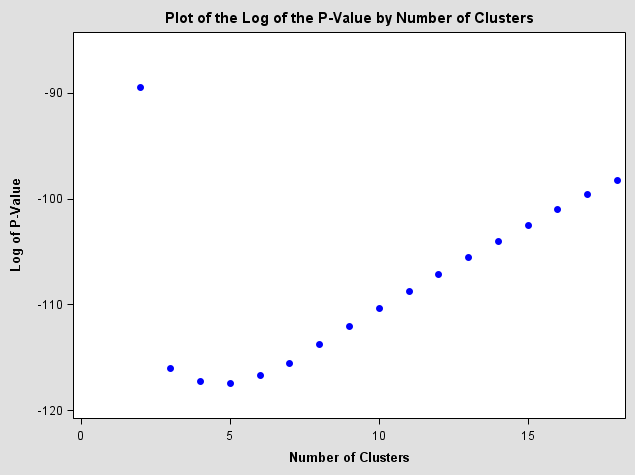 Plot of the Log of the P-Value by Number of Clusters
-90
-100
-110
-120
Log of P-Value
0 5 10 15
Number of Clusters